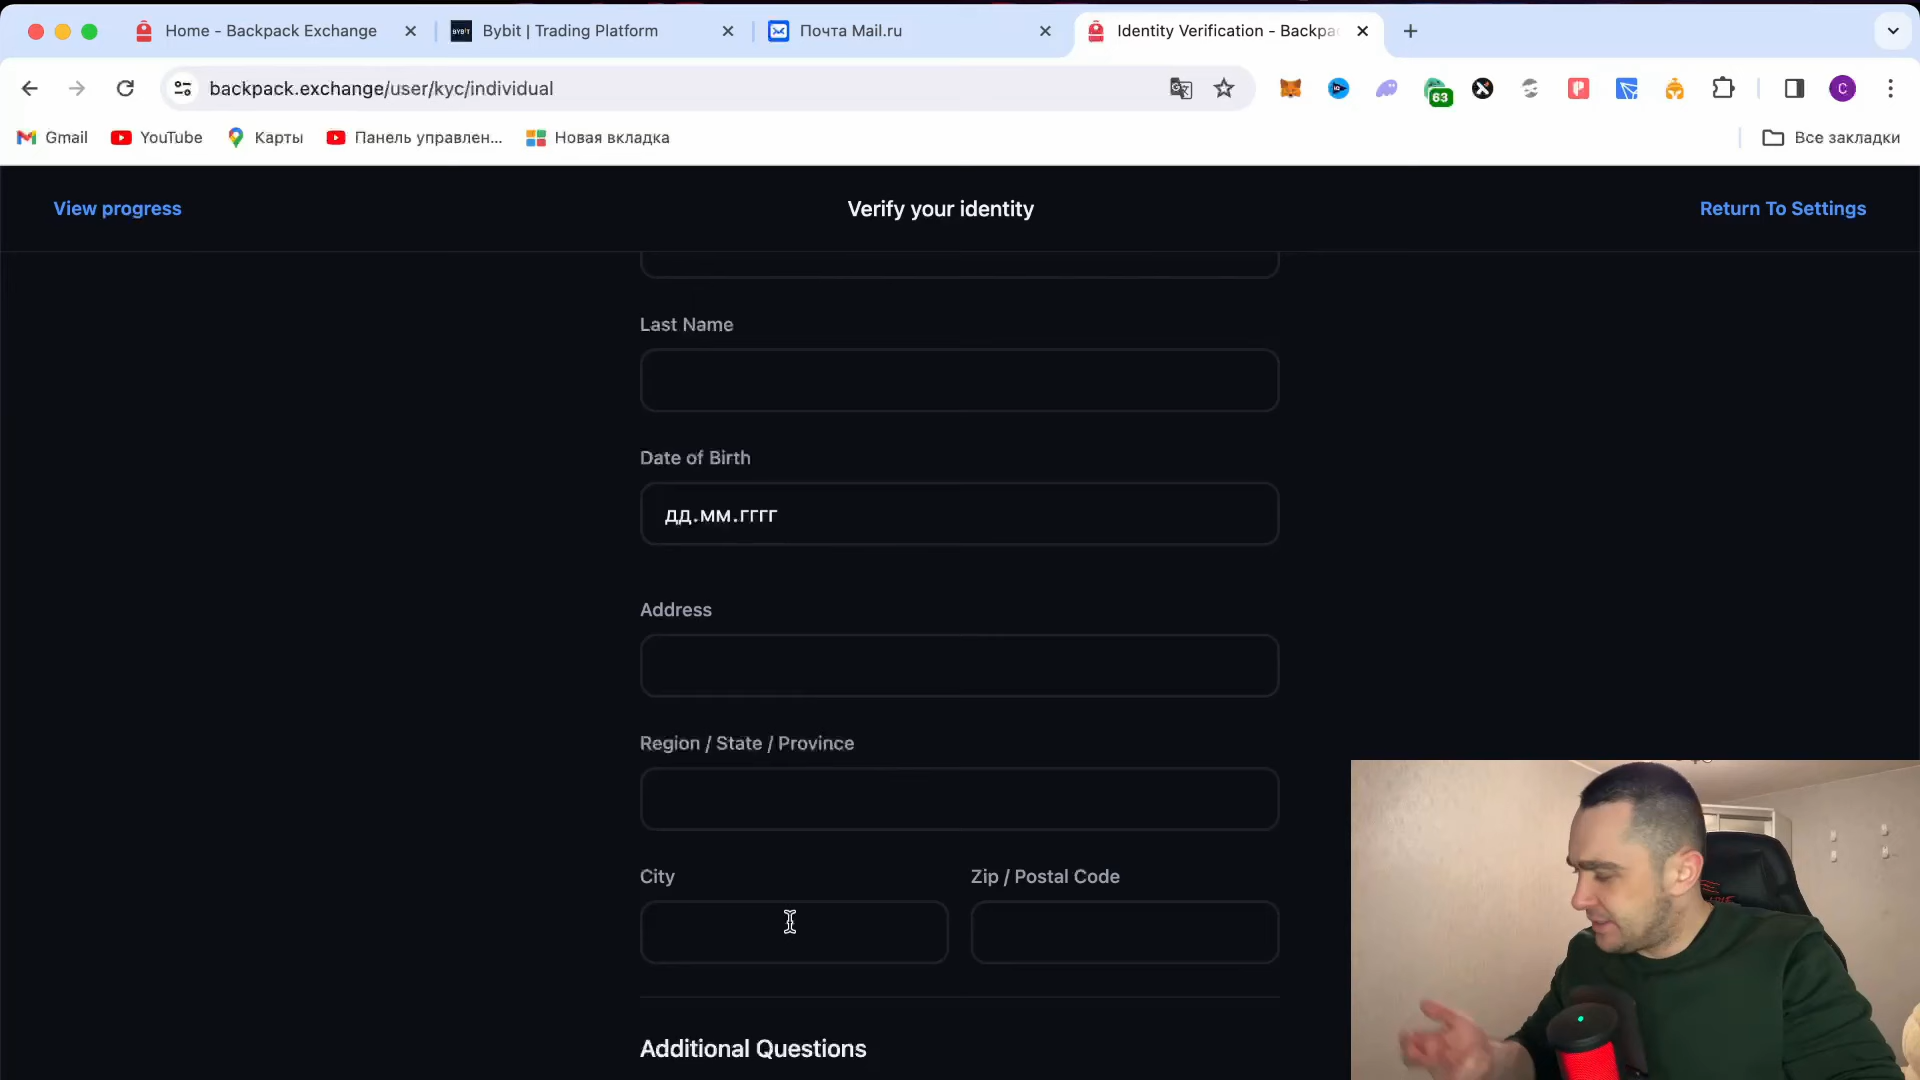 Home - Backpack Exchange
BYBIT
Bybit | Trading Platform
Почта Mail.ru
Identity Verification - Backpa
backpack.exchange/user/kyc/individual
63
C
Gmail
YouTube
Карты
Панель управлен...
Новая вкладка
Все закладки
View progress
Verify your identity
Return To Settings
Last Name
Date of Birth
ДД.ММ.ГГГГ
Address
Region / State / Province
City
Zip / Postal Code
Additional Questions